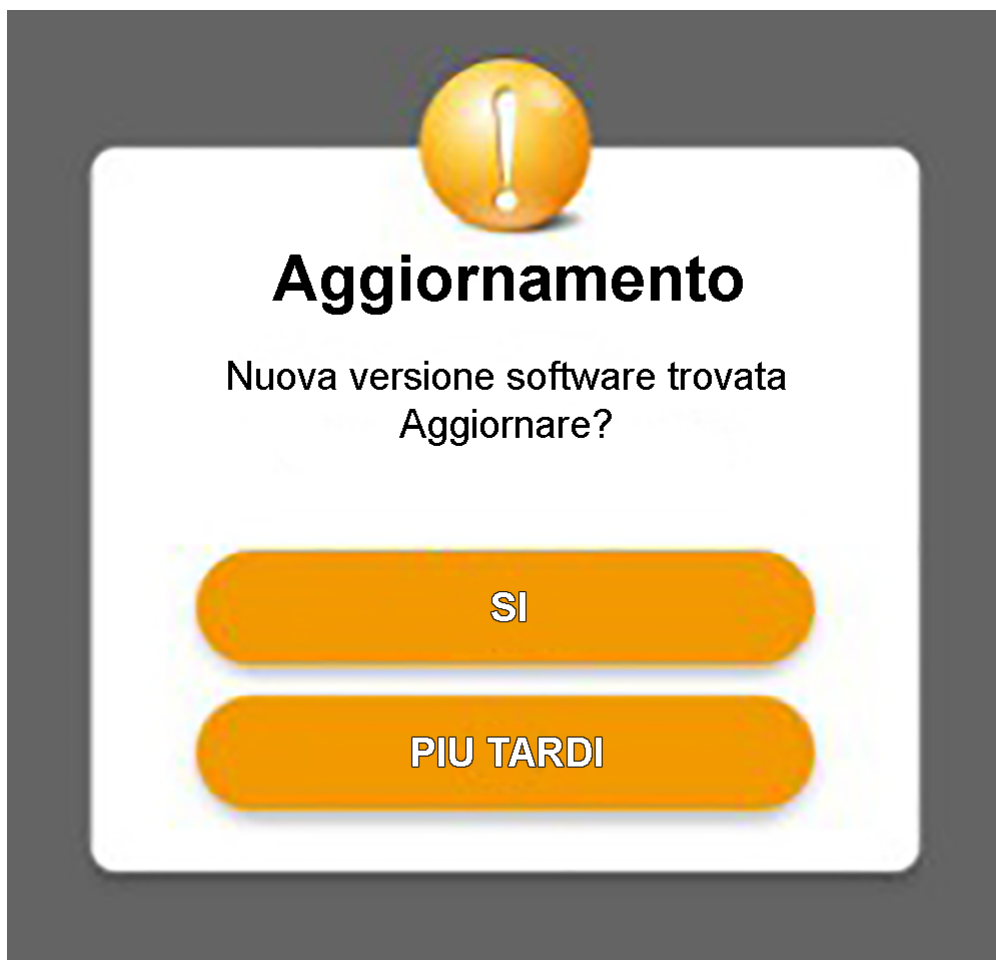 Aggiornamento
Nuova versione software trovata
Aggiornare?
SI
PIU TARDI